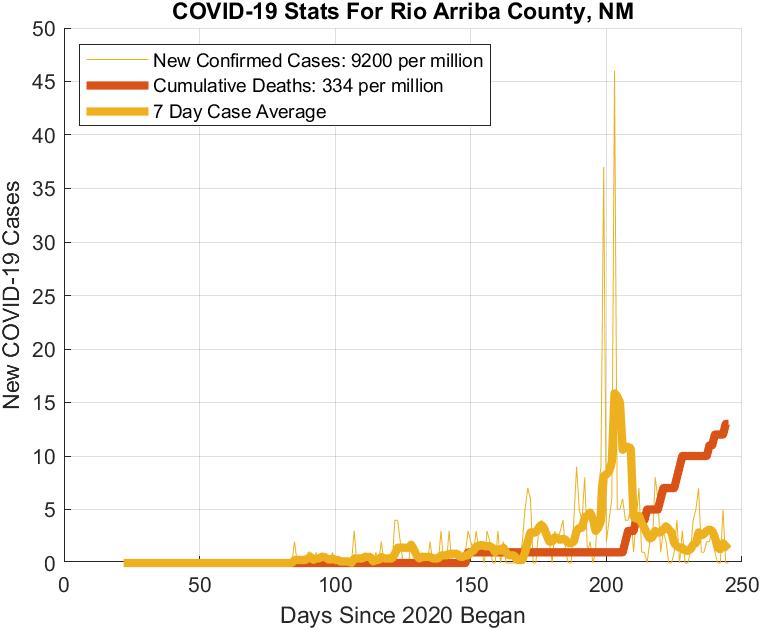 COVID-19 Stats For Rio Arriba County, NM
New Confirmed Cases: 9200 per million
Cumulative Deaths: 334 per million
7 Day Case Average
New COVID-19 Cases
50
45
40
35
30
25
20
15
10
5
0
0 50 100 150 200 250
Days Since 2020 Began